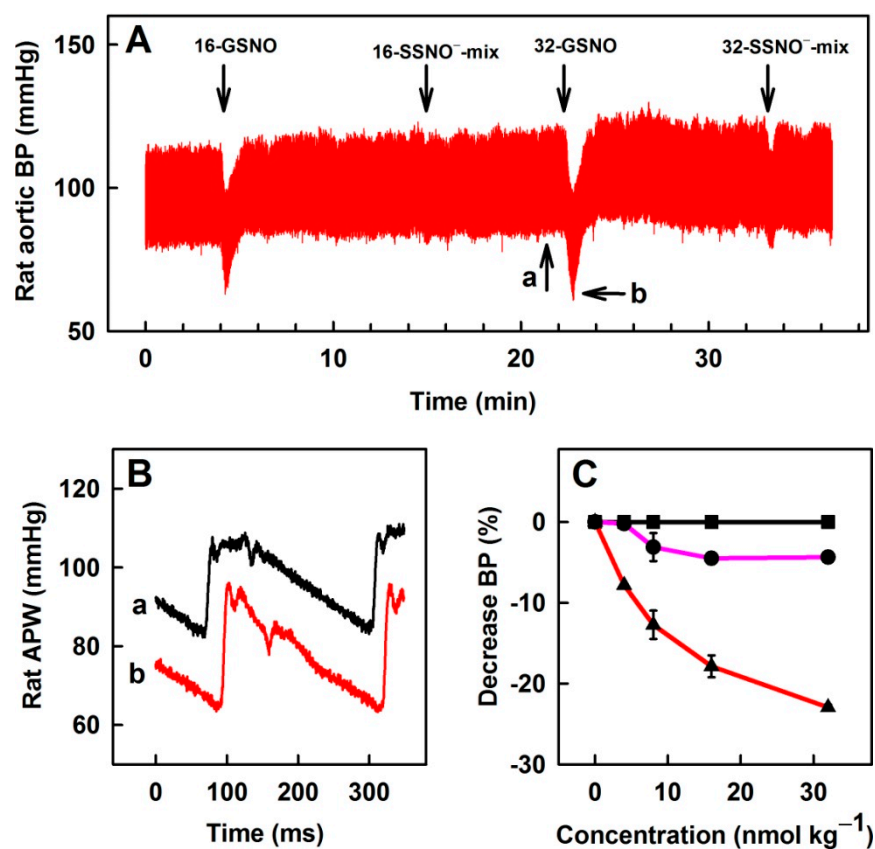 A
16-GSNO
16-SSNO⁻-mix
32-GSNO
32-SSNO⁻-mix
Rat aortic BP (mmHg)
150
100
50
a
b
0
10
20
30
Time (min)
B
Rat APW (mmHg)
120
100
80
60
a
b
0
100
200
300
Time (ms)
C
Decrease BP (%)
0
-10
-20
-30
0
10
20
30
Concentration (nmol kg⁻¹)